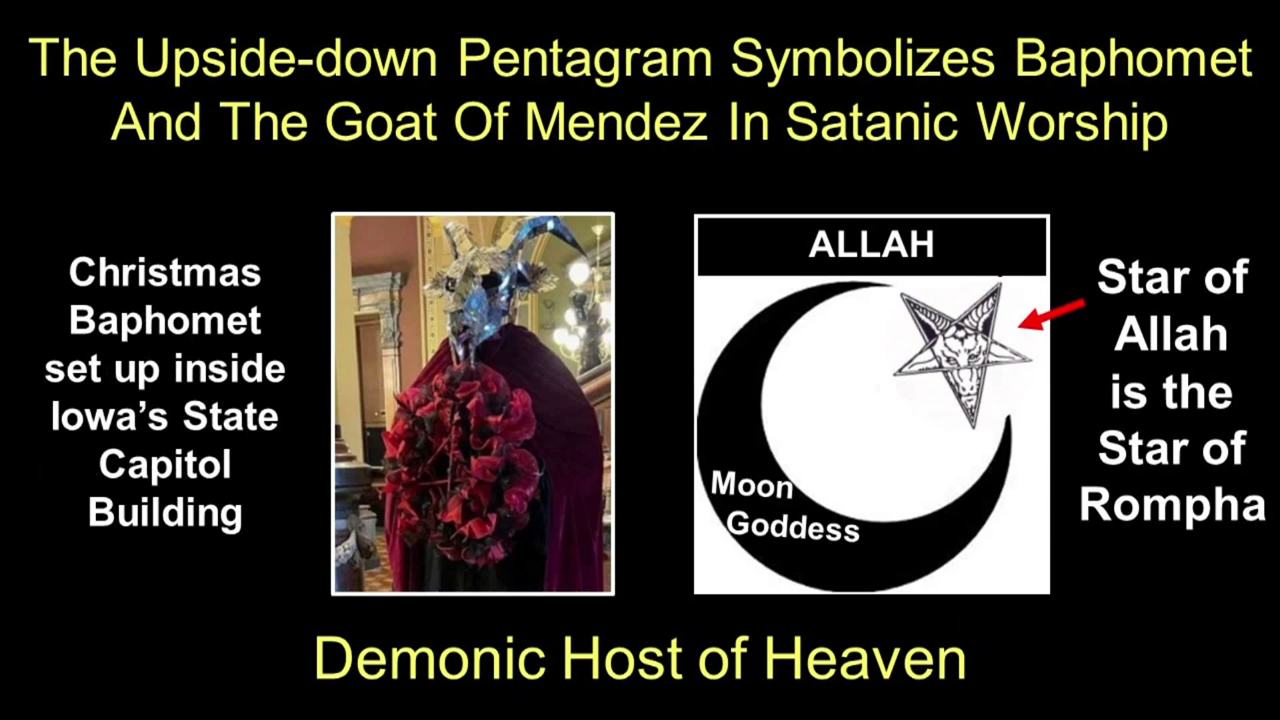 The Upside-down Pentagram Symbolizes Baphomet
And The Goat Of Mendez In Satanic Worship
Christmas
Baphomet
set up inside
Iowa's State
Capitol
Building
ALLAH
Moon
Goddess
Star of
Allah
is the
Star of
Rompha
Demonic Host of Heaven